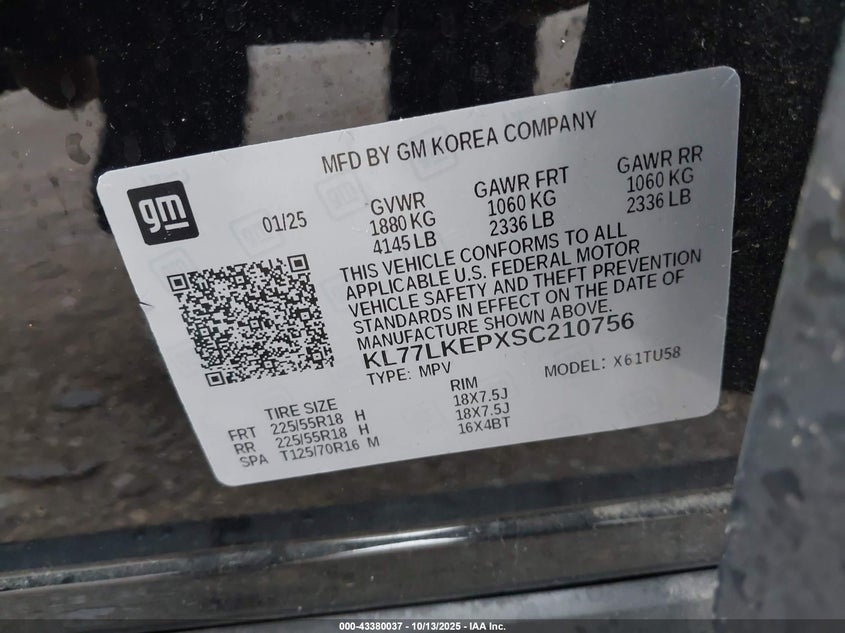 MFD BY GM KOREA COMPANY
gm
01/25
GVWR
1880 KG
4145 LB
GAWR FRT
1060 KG
2336 LB
GAWR RR
1060 KG
2336 LB
THIS VEHICLE CONFORMS TO ALL
APPLICABLE U.S. FEDERAL MOTOR
VEHICLE SAFETY AND THEFT PREVENTION
STANDARDS IN EFFECT ON THE DATE OF
MANUFACTURE SHOWN ABOVE.
KL77LKEPXSC210756
TYPE: MPV
MODEL: X61TU58
TIRE SIZE RIM
FRT 225/55R18 H 18X7.5J
RR 225/55R18 H 18X7.5J
SPA T125/70R16 M 16X4BT
000-43380037 - 10/13/2025 - IAA Inc.